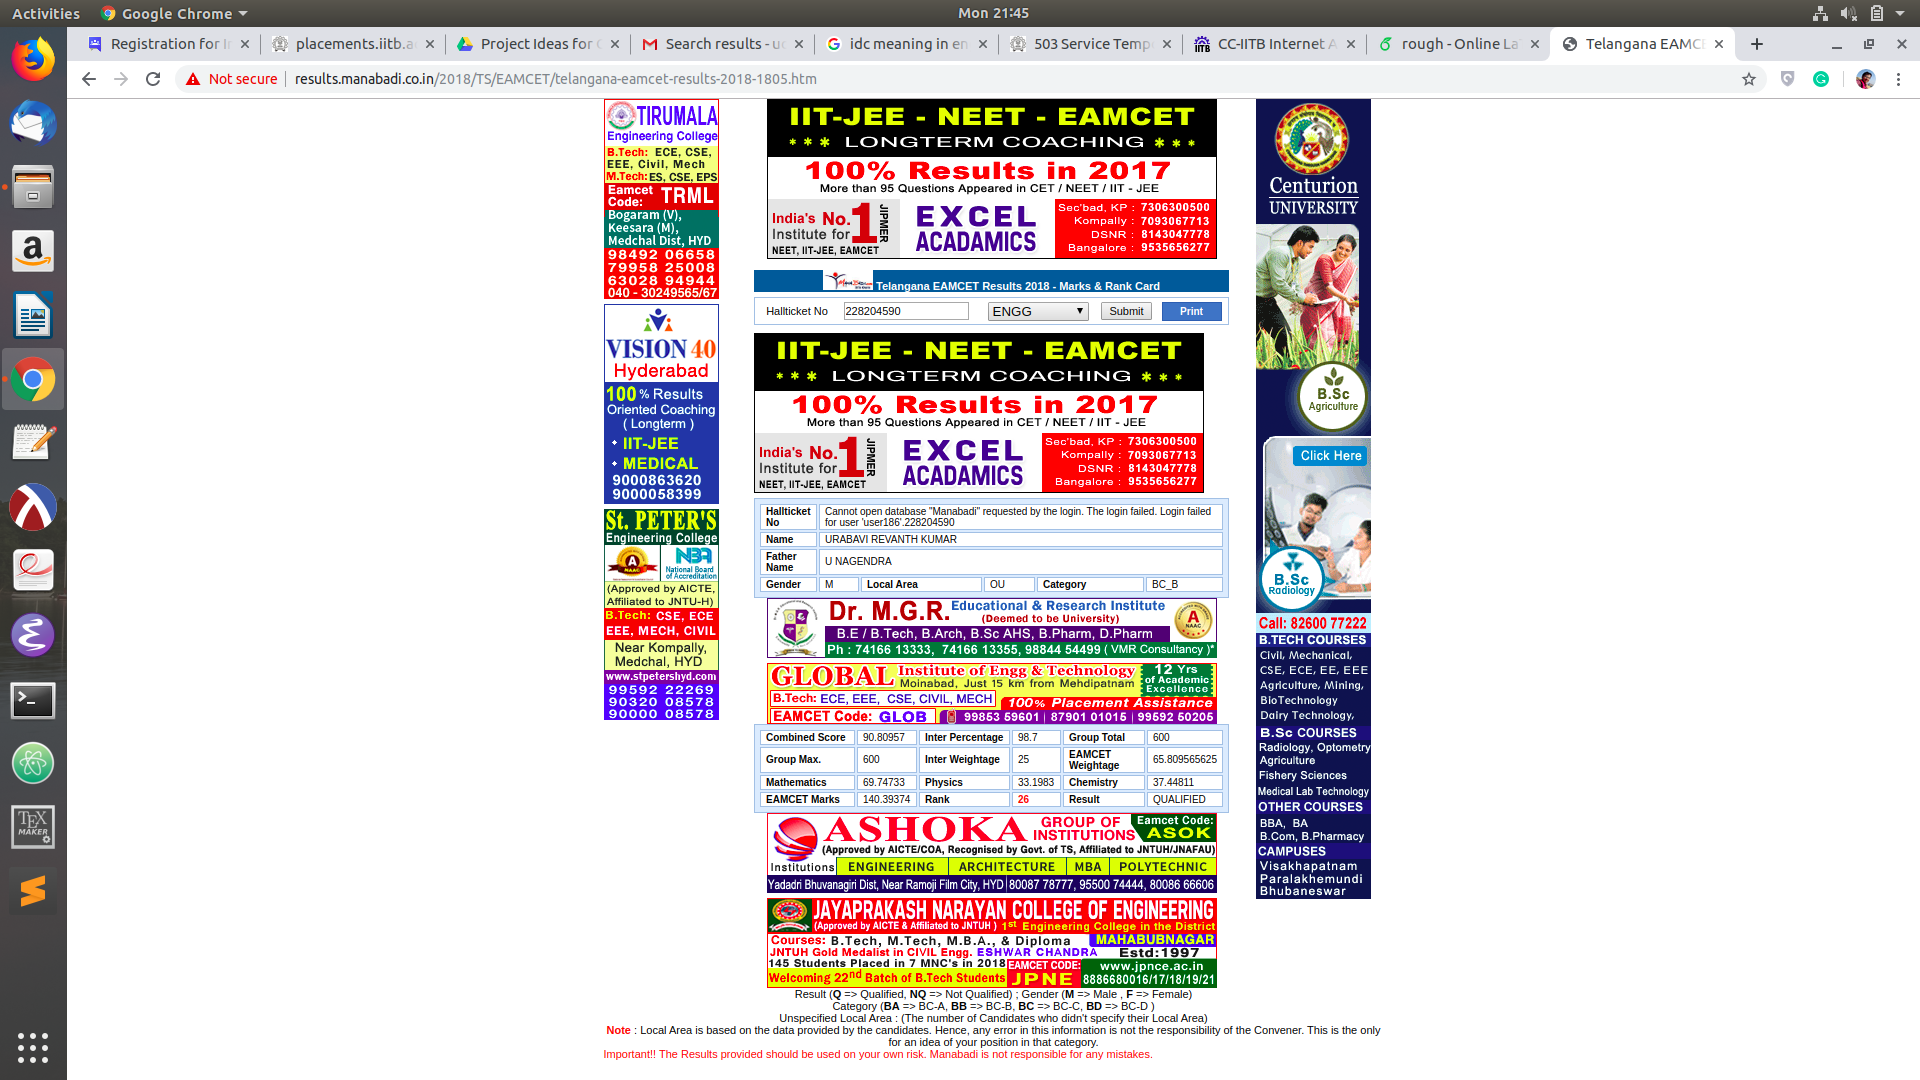 Activities
Google Chrome
Mon 21:45
Registration for I
placements.iitb.a
Project Ideas for
Search results - u
idc meaning in en
503 Service Temp
CC-IITB Internet A
rough - Online La
Telangana EAMC
Not secure
results.manabadi.co.in/2018/TS/EAMCET/telangana-eamcet-results-2018-1805.htm
TIRUMALA
Engineering College
B.Tech: ECE, CSE,
EEE, Civil, Mech
M.Tech: ES, CSE, EPS
Eamcet
Code: TRML
Bogaram (V),
Keesara (M),
Medchal Dist, HYD
98492 06658
79958 25008
63028 94944
040 - 30249565/67
VISION 40
Hyderabad
100 % Results
Oriented Coaching
( Longterm )
IIT-JEE
MEDICAL
9000863620
9000058399
St. PETER'S
Engineering College
NAAC
NBA
National Board
of Accreditation
(Approved by AICTE,
Affiliated to JNTU-H)
B.Tech: CSE, ECE
EEE, MECH, CIVIL
Near Kompally,
Medchal, HYD
www.stpetershyd.com
99592 22269
90320 08578
90000 08578
IIT-JEE - NEET - EAMCET
* * * LONGTERM COACHING * * *
100% Results in 2017
More than 95 Questions Appeared in CET / NEET / IIT - JEE
India's No. 1
Institute for
JIPMER
NEET, IIT-JEE, EAMCET
EXCEL
ACADAMICS
Sec'bad, KP : 7306300500
Kompally : 7093067713
DSNR : 8143047778
Bangalore : 9535656277
Telangana EAMCET Results 2018 - Marks & Rank Card
Hallticket No 228204590 ENGG Submit Print
IIT-JEE - NEET - EAMCET
* * * LONGTERM COACHING * * *
100% Results in 2017
More than 95 Questions Appeared in CET / NEET / IIT - JEE
India's No. 1
Institute for
JIPMER
NEET, IIT-JEE, EAMCET
EXCEL
ACADAMICS
Sec'bad, KP : 7306300500
Kompally : 7093067713
DSNR : 8143047778
Bangalore : 9535656277
Hallticket No Cannot open database "Manabadi" requested by the login. The login failed. Login failed
for user 'user186'.228204590
Name URABAVI REVANTH KUMAR
Father Name U NAGENDRA
Gender M Local Area OU Category BC_B
Dr. M.G.R. Educational & Research Institute
(Deemed to be University)
B.E / B.Tech, B.Arch, B.Sc AHS, B.Pharm, D.Pharm
Ph : 74166 13333, 74166 13355, 98844 54499 ( VMR Consultancy )*
GLOBAL Institute of Engg & Technology
Moinabad, Just 15 km from Mehdipatnam
12 Yrs
of Academic
Excellence
B.Tech: ECE, EEE, CSE, CIVIL, MECH
100% Placement Assistance
EAMCET Code: GLOB
99853 59601 | 87901 01015 | 99592 50205
Combined Score 90.80957 Inter Percentage 98.7 Group Total 600
Group Max. 600 Inter Weightage 25 EAMCET Weightage 65.809565625
Mathematics 69.74733 Physics 33.1983 Chemistry 37.44811
EAMCET Marks 140.39374 Rank 26 Result QUALIFIED
ASHOKA GROUP OF
INSTITUTIONS
Eamcet Code:
ASOK
(Approved by AICTE/COA, Recognised by Govt. of TS, Affiliated to JNTUH/JNAFAU)
Institutions ENGINEERING ARCHITECTURE MBA POLYTECHNIC
Yadadri Bhuvanagiri Dist, Near Ramoji Film City, HYD | 80087 78777, 95500 74444, 80086 66606
JAYAPRAKASH NARAYAN COLLEGE OF ENGINEERING
(Approved by AICTE & Affiliated to JNTUH ) 1st Engineering College in the District
Courses: B.Tech, M.Tech, M.B.A., & Diploma MAHABUBNAGAR
JNTUH Gold Medalist in CIVIL Engg. ESHWAR CHANDRA Estd:1997
145 Students Placed in 7 MNC's in 2018 EAMCET CODE: www.jpnce.ac.in
Welcoming 22nd Batch of B.Tech Students JPNE 8886680016/17/18/19/21
Result (Q => Qualified, NQ => Not Qualified) ; Gender (M => Male , F => Female)
Category (BA => BC-A, BB => BC-B, BC => BC-C, BD => BC-D )
Unspecified Local Area : (The number of Candidates who didn't specify their Local Area)
Note : Local Area is based on the data provided by the candidates. Hence, any error in this information is not the responsibility of the Convener. This is the only
for an idea of your position in that category.
Important!! The Results provided should be used on your own risk. Manabadi is not responsible for any mistakes.
Centurion
UNIVERSITY
B.Sc
Agriculture
Click Here
B.Sc
Radiology
Call: 82600 77222
B.TECH COURSES
Civil, Mechanical,
CSE, ECE, EE, EEE
Agriculture, Mining,
BioTechnology
Dairy Technology,
B.Sc COURSES
Radiology, Optometry
Agriculture
Fishery Sciences
Medical Lab Technology
OTHER COURSES
BBA, BA
B.Com, B.Pharmacy
CAMPUSES
Visakhapatnam
Paralakhemundi
Bhubaneswar
TEX
MAKER